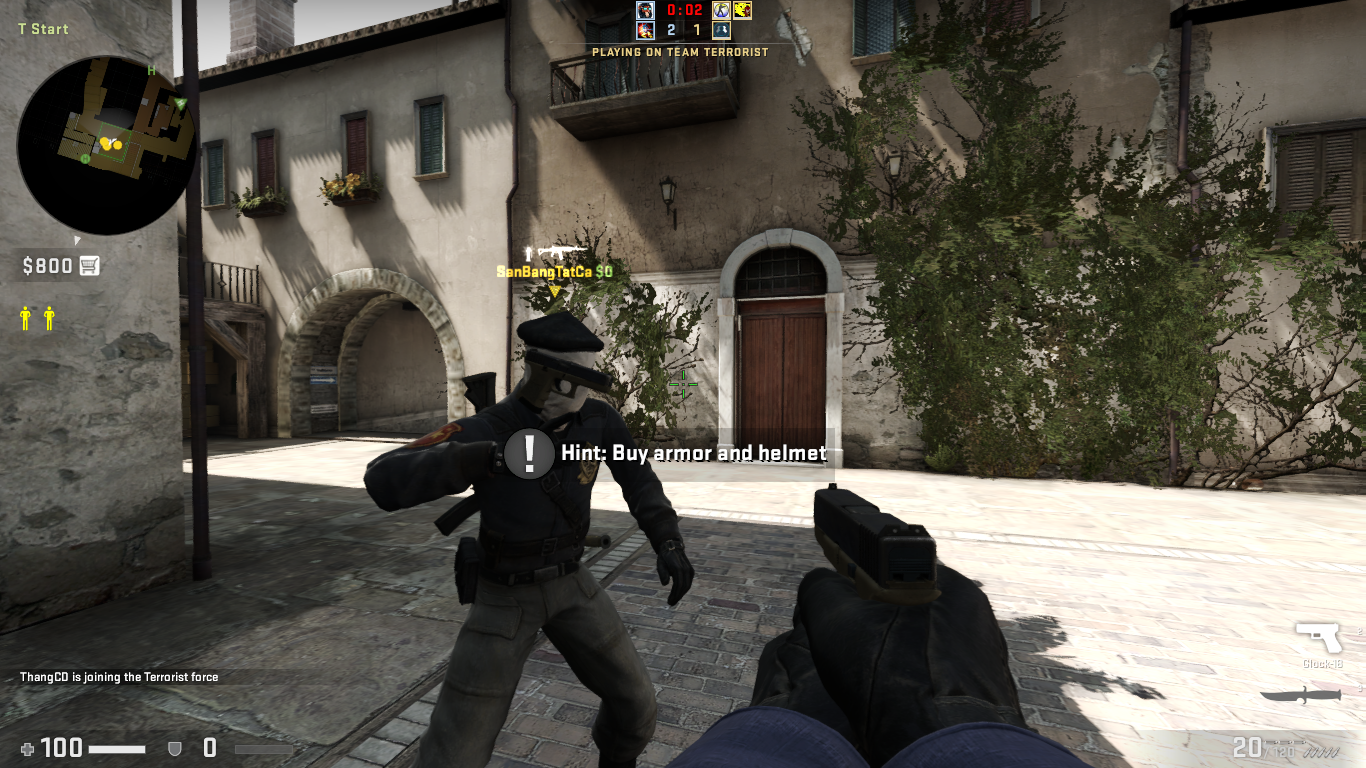 T Start
0:02
2 1
PLAYING ON TEAM TERRORIST
H
$800
SanBangTatCa $0
! Hint: Buy armor and helmet
Glock-18
ThangCD is joining the Terrorist force
100 0
20 / 120